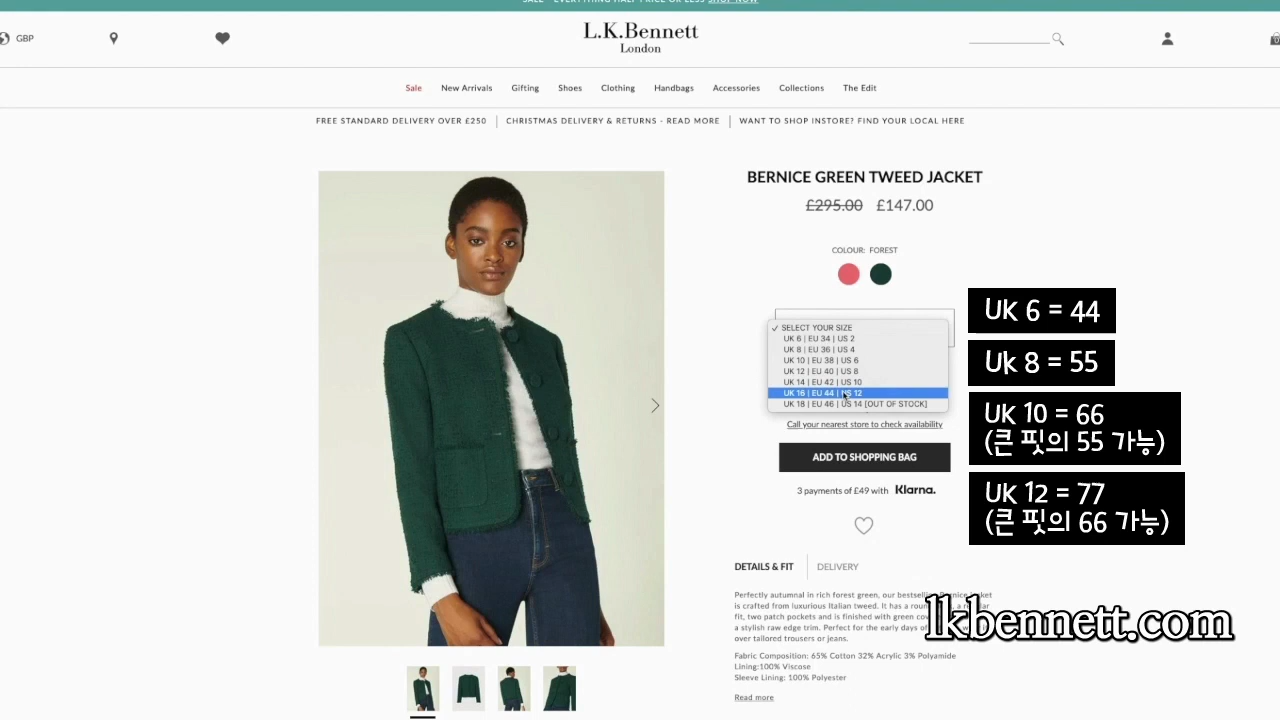 SALE - EVERYTHING HALF PRICE OR LESS SHOP NOW
GBP
L.K.Bennett
London
Sale New Arrivals Gifting Shoes Clothing Handbags Accessories Collections The Edit
FREE STANDARD DELIVERY OVER £250 | CHRISTMAS DELIVERY & RETURNS - READ MORE | WANT TO SHOP INSTORE? FIND YOUR LOCAL HERE
BERNICE GREEN TWEED JACKET
£295.00 £147.00
COLOUR: FOREST
✓ SELECT YOUR SIZE
UK 6 | EU 34 | US 2
UK 8 | EU 36 | US 4
UK 10 | EU 38 | US 6
UK 12 | EU 40 | US 8
UK 14 | EU 42 | US 10
UK 16 | EU 44 | US 12
UK 18 | EU 46 | US 14 [OUT OF STOCK]
UK 6 = 44
UK 8 = 55
UK 10 = 66
(큰 핏의 55 가능)
UK 12 = 77
(큰 핏의 66 가능)
Call your nearest store to check availability
ADD TO SHOPPING BAG
3 payments of £49 with Klarna.
DETAILS & FIT | DELIVERY
Perfectly autumnal in rich forest green, our bestselling Bernice jacket
is crafted from luxurious Italian tweed. It has a
fit, two patch pockets and is finished with green
a stylish raw edge trim. Perfect for the early days of
over tailored trousers or jeans.
lkbennett.com
Fabric Composition: 65% Cotton 32% Acrylic 3% Polyamide
Lining:100% Viscose
Sleeve Lining: 100% Polyester
Read more